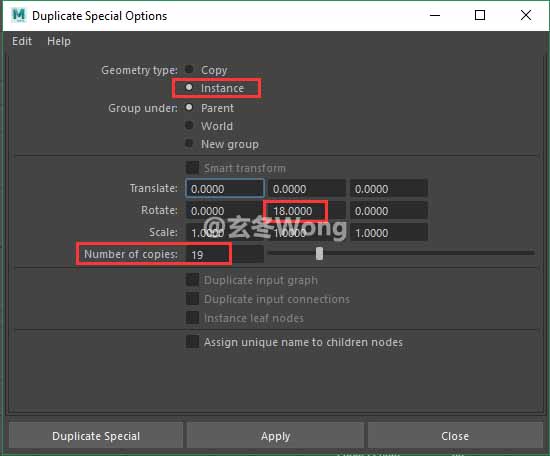 Duplicate Special Options
Edit Help
Geometry type: Copy
Instance
Group under: Parent
World
New group
Smart transform
Translate: 0.0000 0.0000 0.0000
Rotate: 0.0000 18.0000 0.0000
Scale: 1.0000 1.0000 1.0000
@玄冬Wong
Number of copies: 19
Duplicate input graph
Duplicate input connections
Instance leaf nodes
Assign unique name to children nodes
Duplicate Special Apply Close